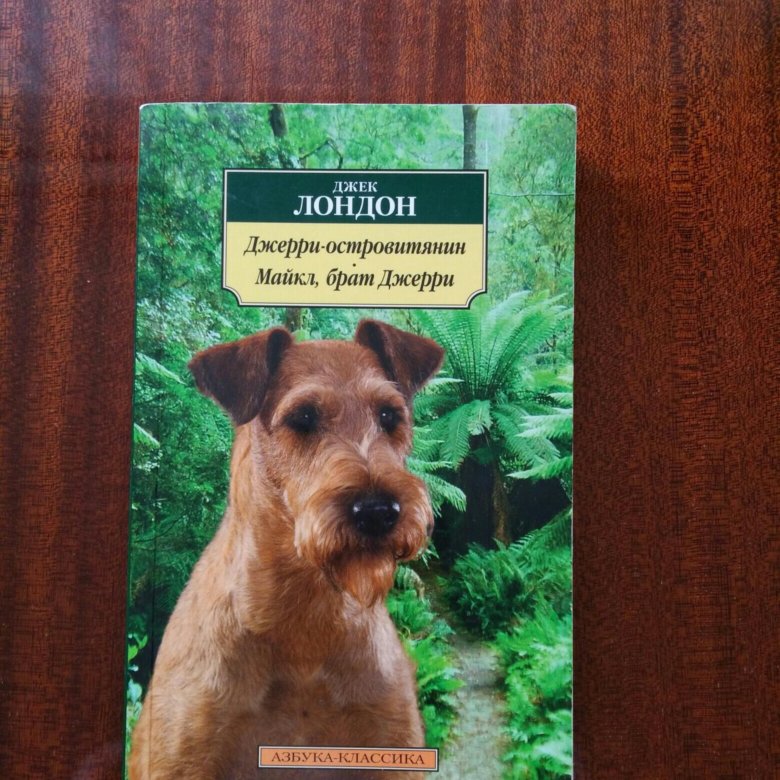 ДЖЕК
ЛОНДОН
Джерри-островитянин
Майкл, брат Джерри
АЗБУКА-КЛАССИКА